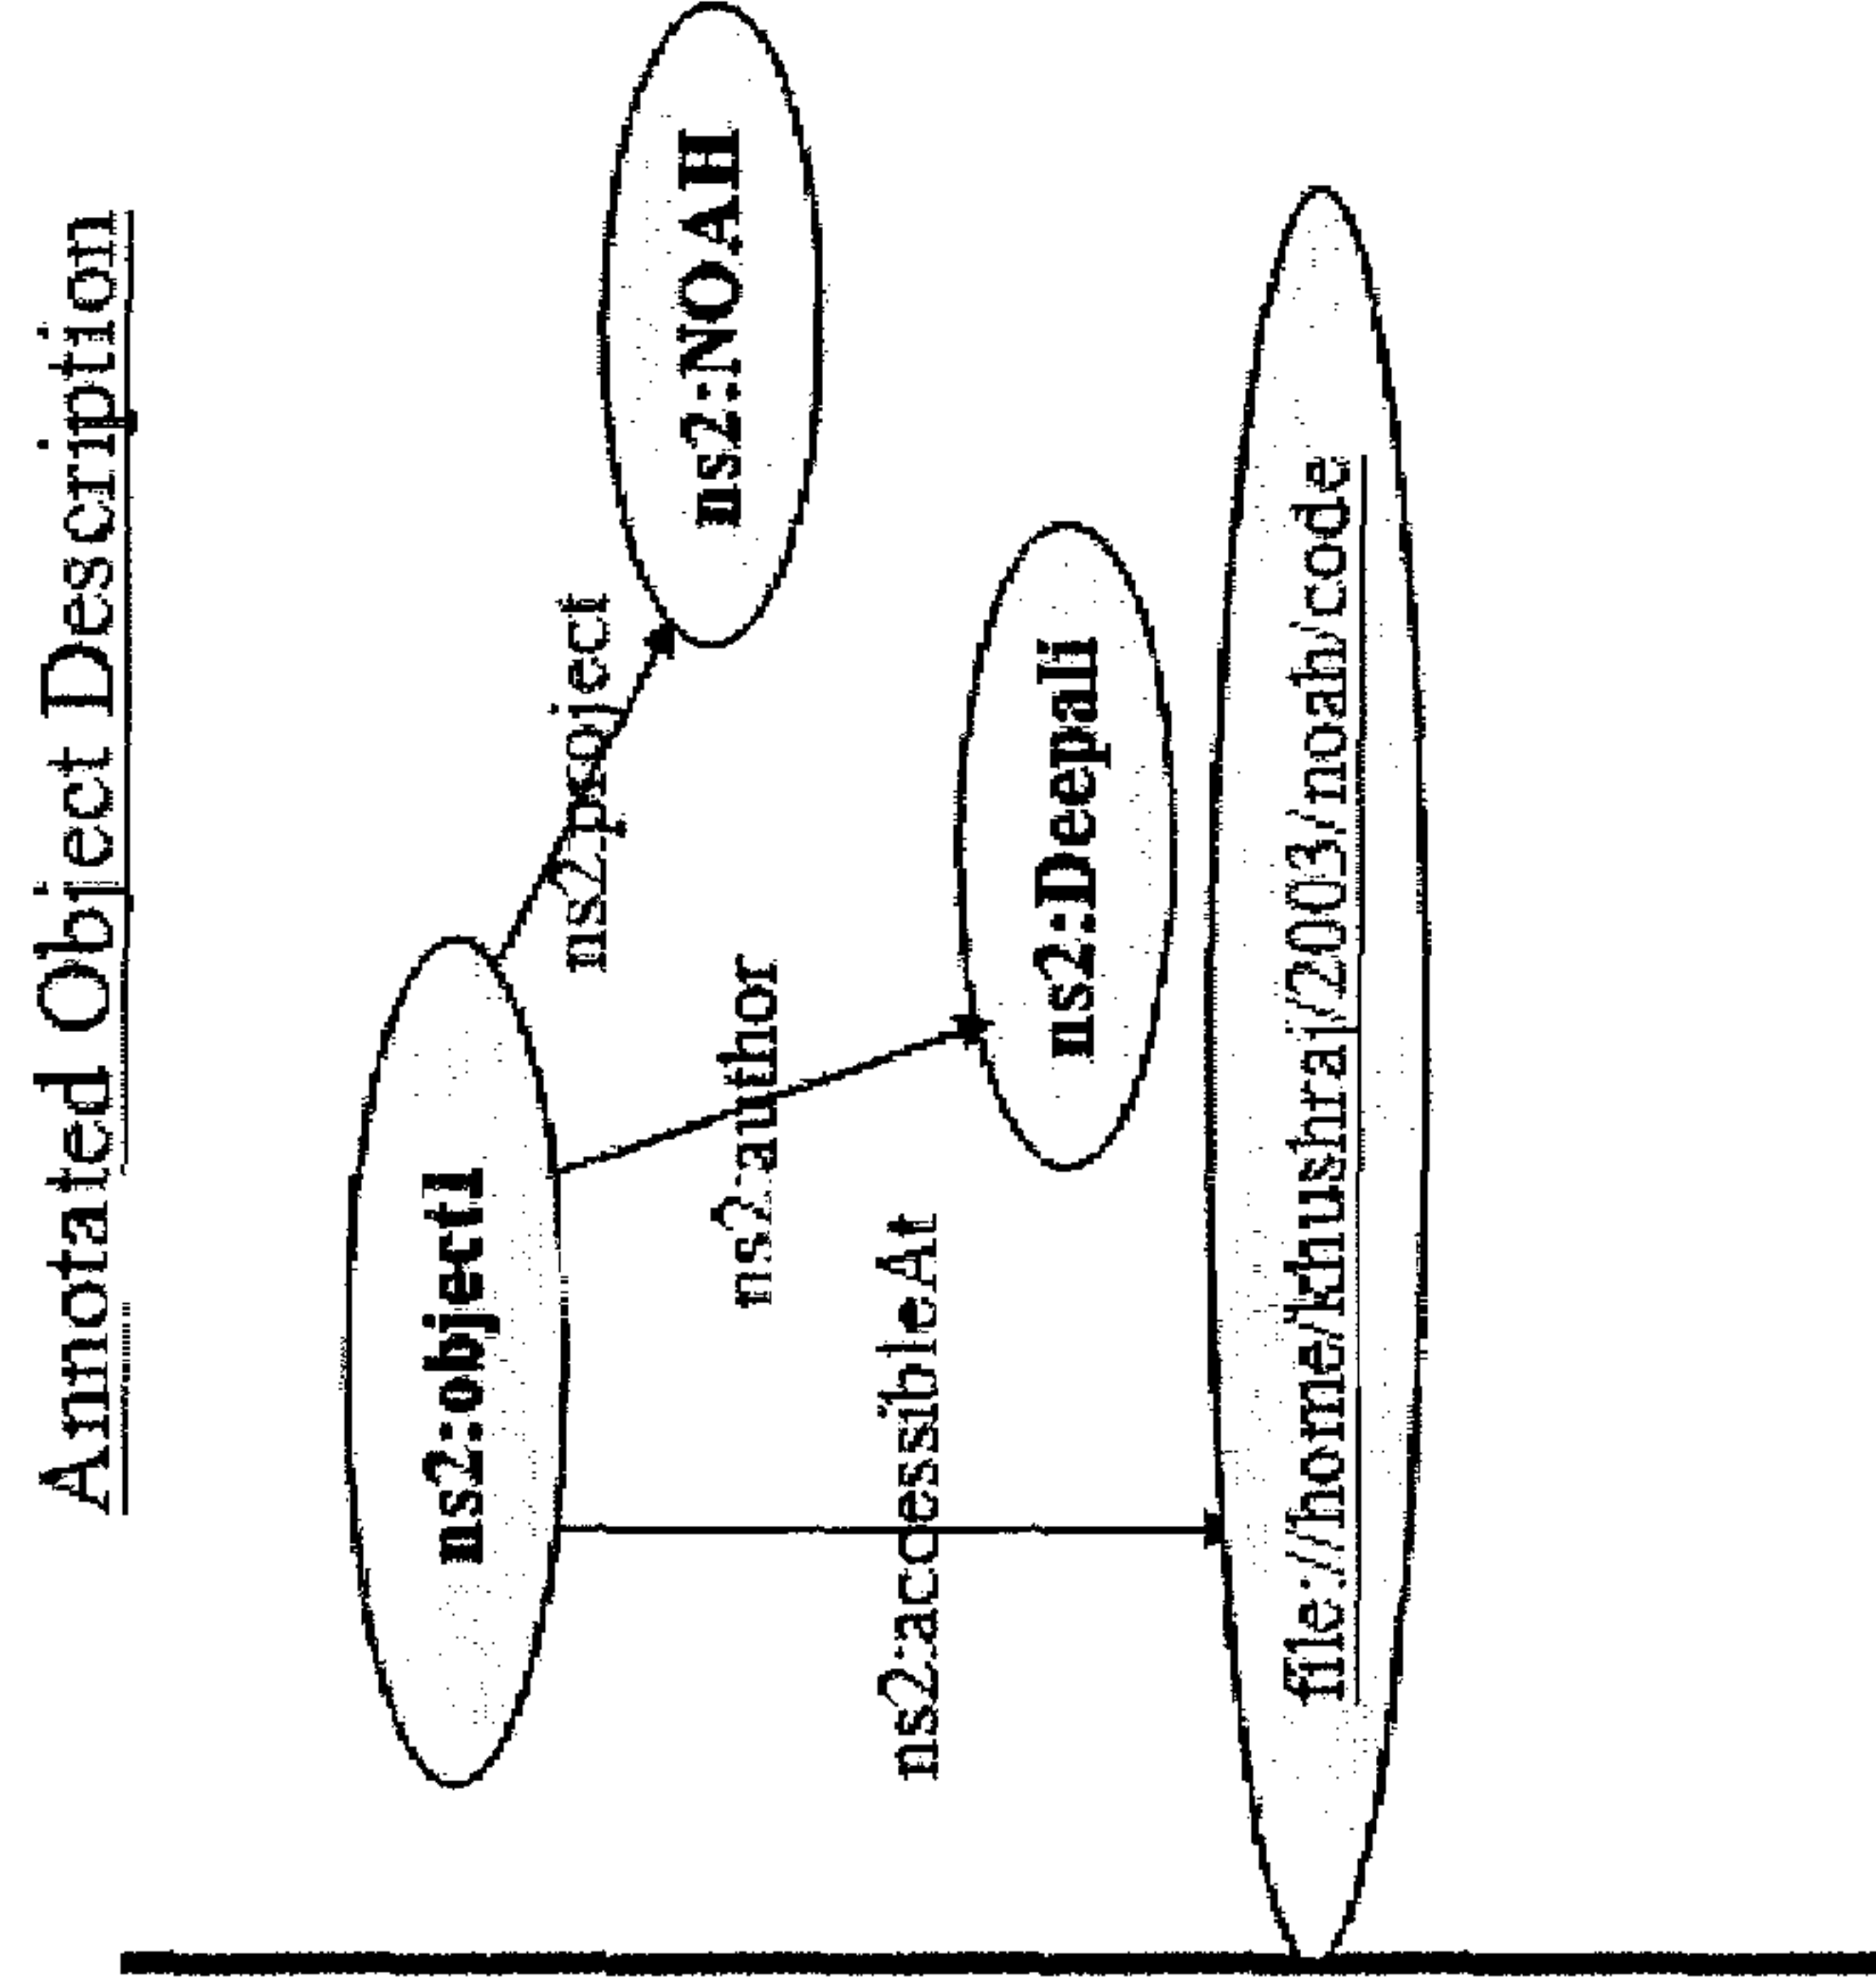 Annotated Object Description
ns2:object1
ns2:project
ns2:NOAH
ns2:author
ns2:accessibleAt
ns2:Deepali
file://home/khushraj/2003/noah/code